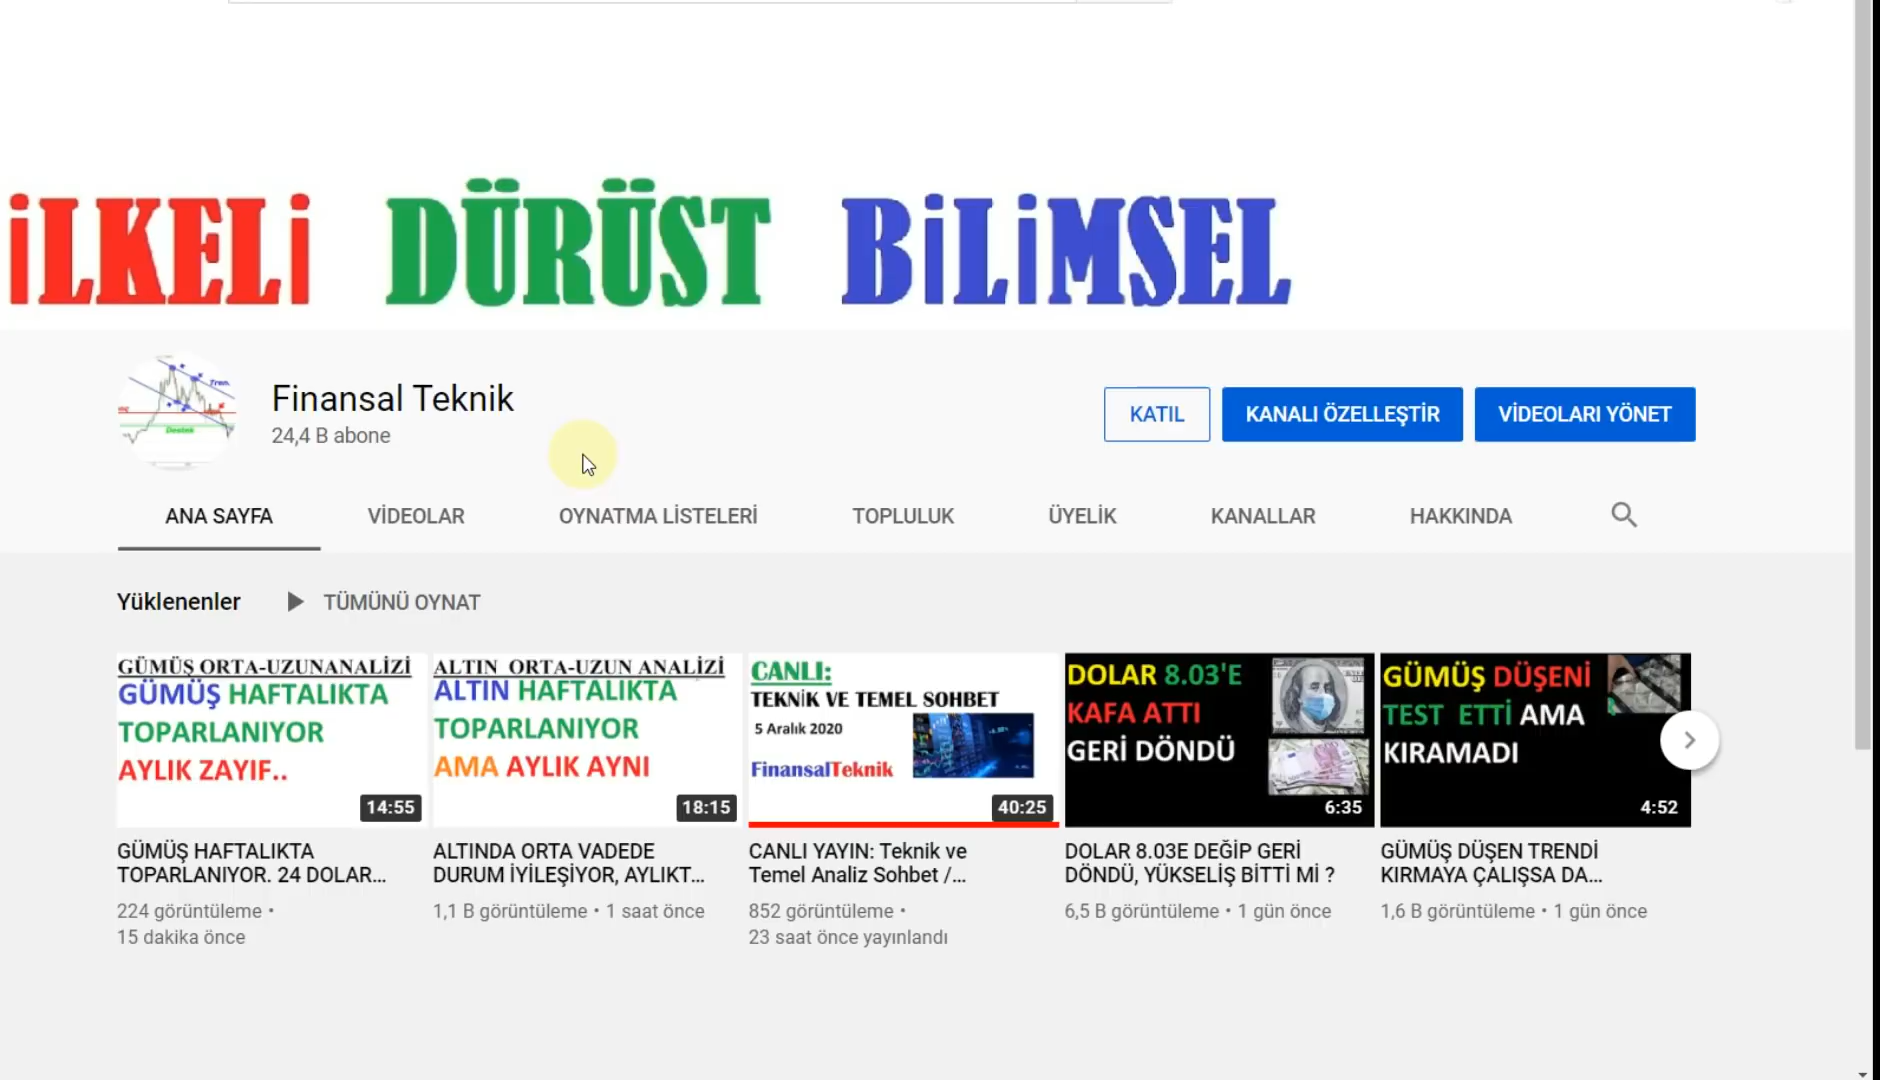 İLKELİ DÜRÜST BİLİMSEL
Finansal Teknik
24,4 B abone
KATIL
KANALI ÖZELLEŞTİR
VİDEOLARI YÖNET
ANA SAYFA
VİDEOLAR
OYNATMA LİSTELERİ
TOPLULUK
ÜYELİK
KANALLAR
HAKKINDA
Yüklenenler
TÜMÜNÜ OYNAT
GÜMÜŞ ORTA-UZUNANALİZİ
GÜMÜŞ HAFTALIKTA
TOPARLANIYOR
AYLIK ZAYIF..
14:55
GÜMÜŞ HAFTALIKTA
TOPARLANIYOR. 24 DOLAR...
224 görüntüleme •
15 dakika önce
ALTIN ORTA-UZUN ANALİZİ
ALTIN HAFTALIKTA
TOPARLANIYOR
AMA AYLIK AYNI
18:15
ALTINDA ORTA VADEDE
DURUM İYİLEŞİYOR, AYLIKT...
1,1 B görüntüleme • 1 saat önce
CANLI:
TEKNİK VE TEMEL SOHBET
5 Aralık 2020
FinansalTeknik
40:25
CANLI YAYIN: Teknik ve
Temel Analiz Sohbet /...
852 görüntüleme •
23 saat önce yayınlandı
DOLAR 8.03'E
KAFA ATTI
GERİ DÖNDÜ
6:35
DOLAR 8.03E DEĞİP GERİ
DÖNDÜ, YÜKSELİŞ BİTTİ Mİ ?
6,5 B görüntüleme • 1 gün önce
GÜMÜŞ DÜŞENİ
TEST ETTİ AMA
KIRAMADI
4:52
GÜMÜŞ DÜŞEN TRENDİ
KIRMAYA ÇALIŞSA DA...
1,6 B görüntüleme • 1 gün önce